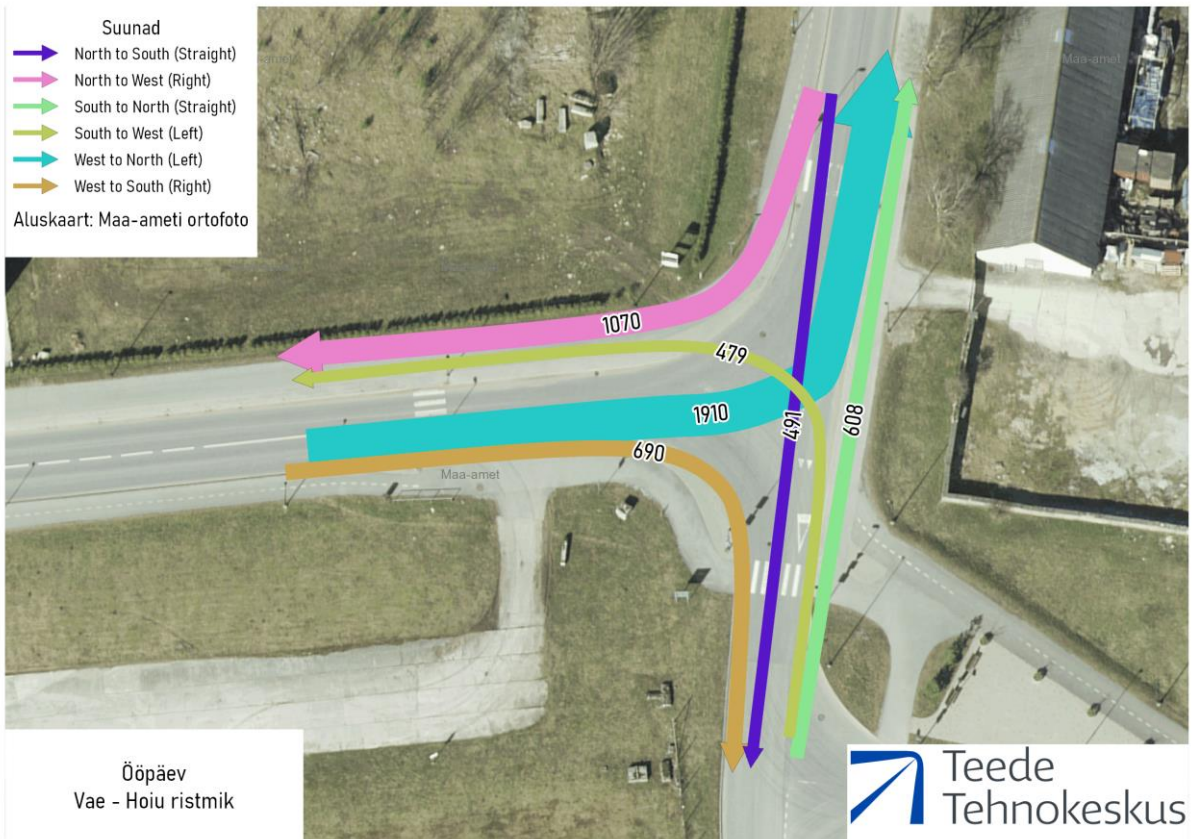 Suunad
North to South (Straight)
North to West (Right)
South to North (Straight)
South to West (Left)
West to North (Left)
West to South (Right)
Aluskaart: Maa-ameti ortofoto
Maa-amet
1070
479
1910
491
608
690
Maa-amet
Ööpäev
Vae - Hoiu ristmik
Teede
Tehnokeskus